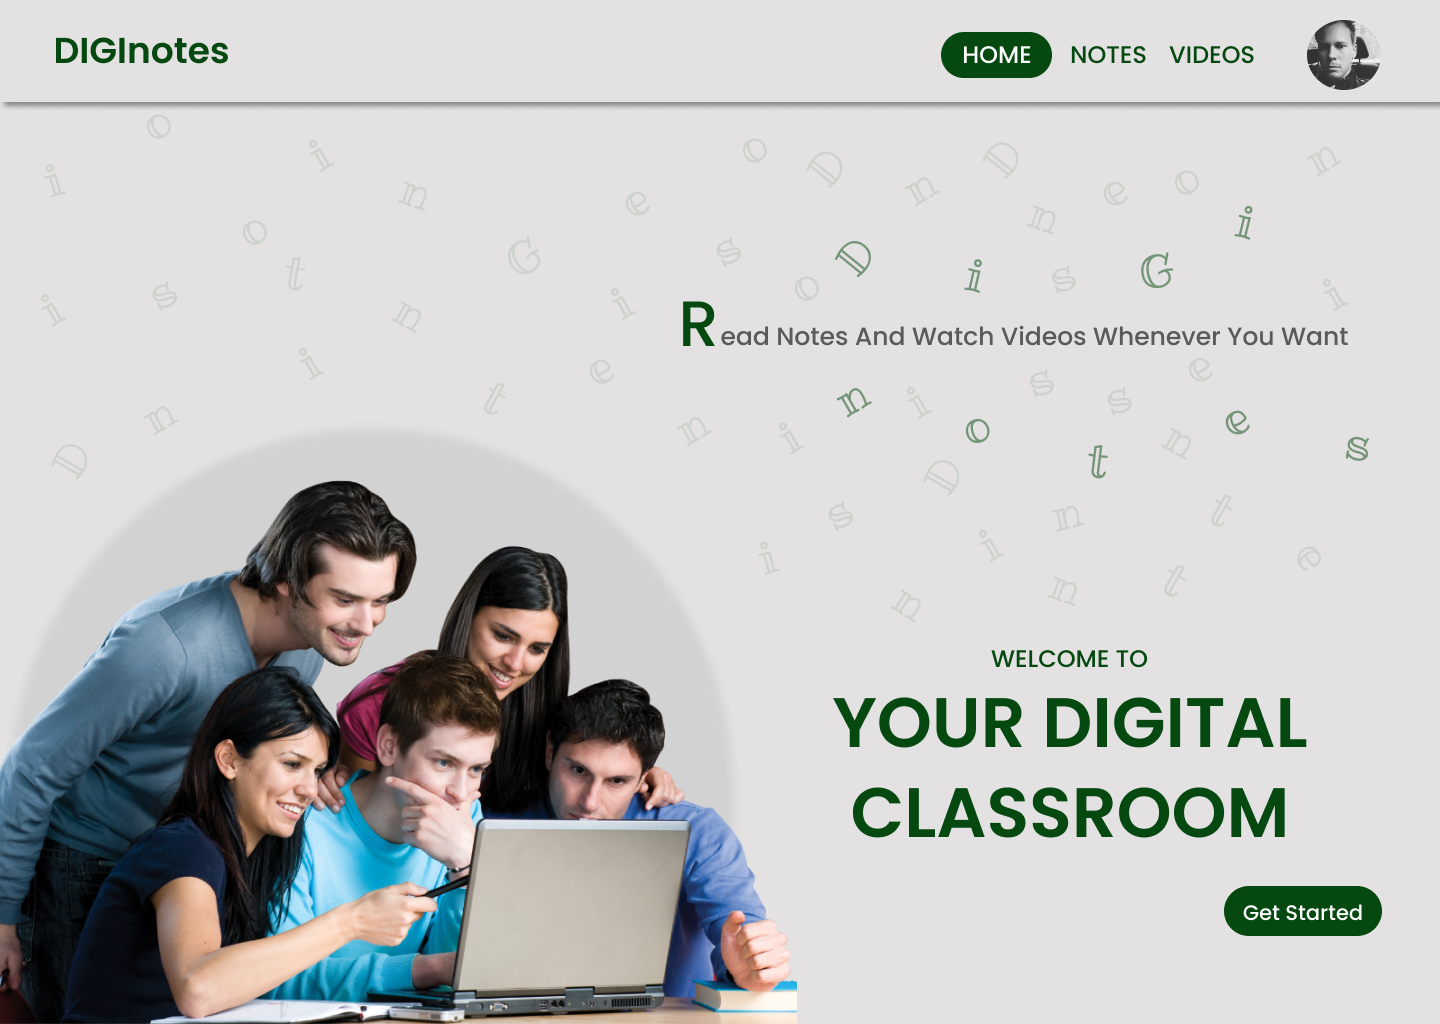 DIGInotes
HOME NOTES VIDEOS
i o i n e o D n D n e o n
i s o t n G i s o D i s G i i
Read Notes And Watch Videos Whenever You Want
D n i t e n i n i o s D t s n e e s
i s n i n n t t e
WELCOME TO
YOUR DIGITAL
CLASSROOM
Get Started